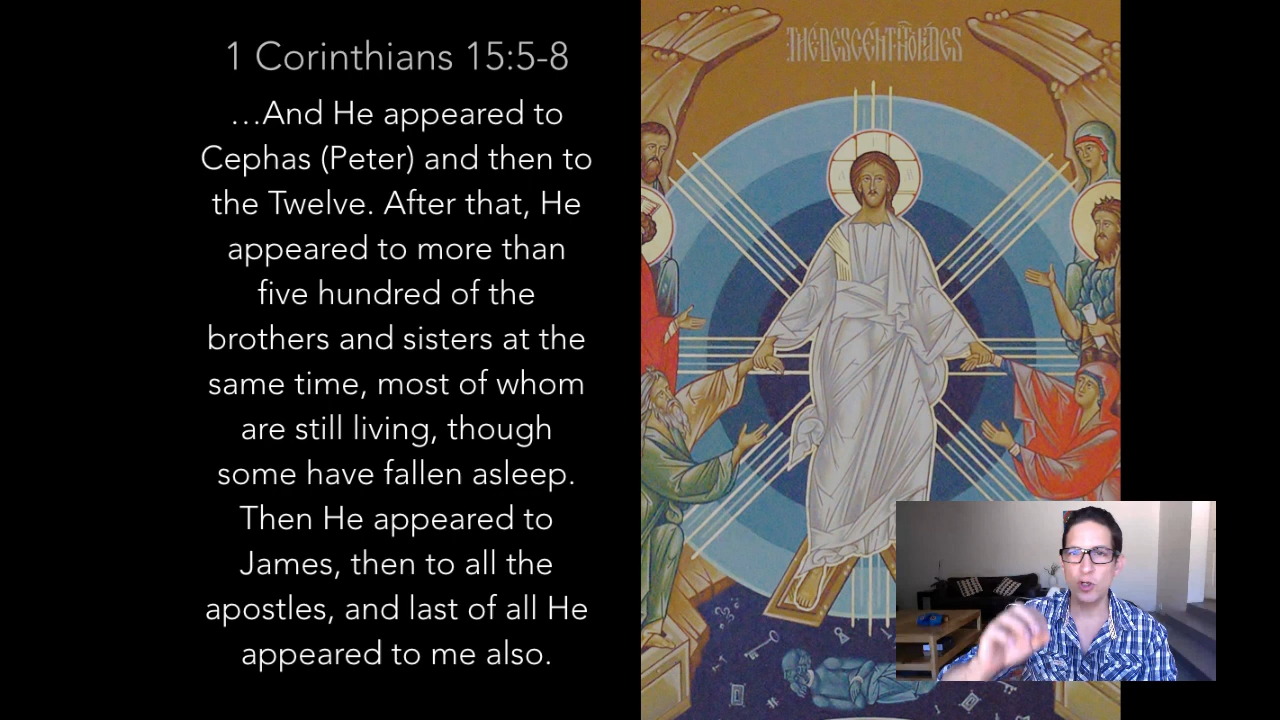 1 Corinthians 15:5-8
…And He appeared to
Cephas (Peter) and then to
the Twelve. After that, He
appeared to more than
five hundred of the
brothers and sisters at the
same time, most of whom
are still living, though
some have fallen asleep.
Then He appeared to
James, then to all the
apostles, and last of all He
appeared to me also.
THE DESCENT